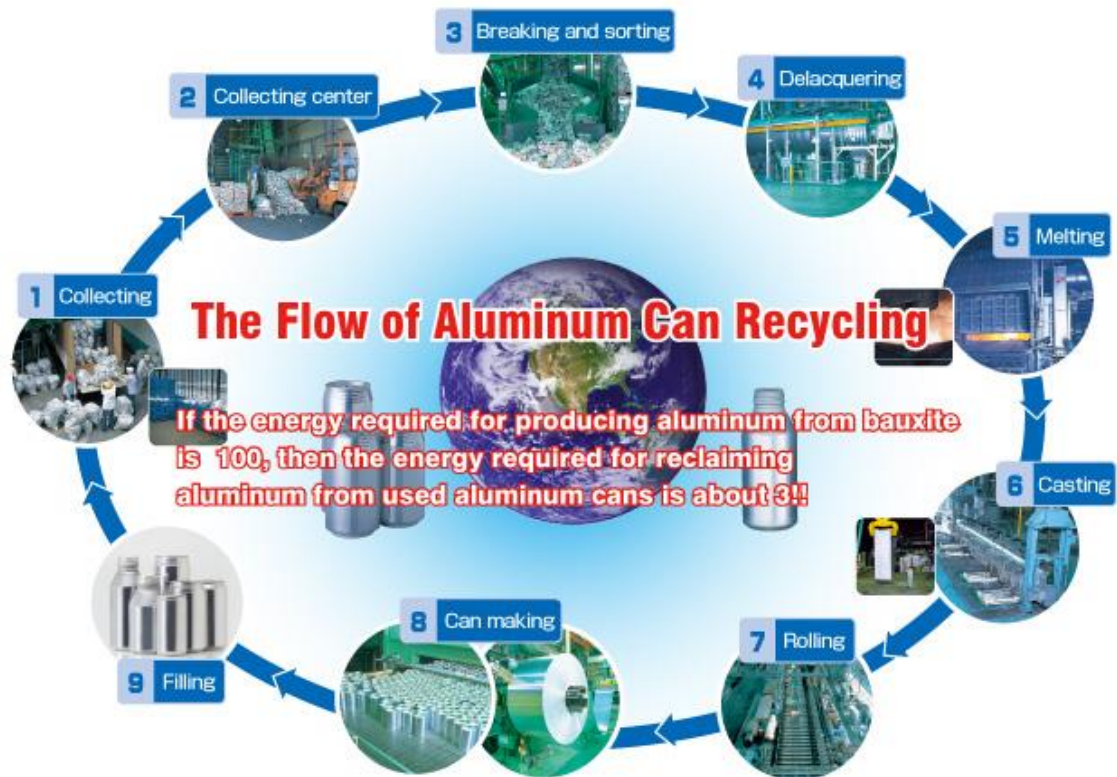 3 Breaking and sorting
2 Collecting center
4 Delacquering
5 Melting
1 Collecting
The Flow of Aluminum Can Recycling
If the energy required for producing aluminum from bauxite
is 100, then the energy required for reclaiming
aluminum from used aluminum cans is about 3!!
6 Casting
8 Can making
7 Rolling
9 Filling